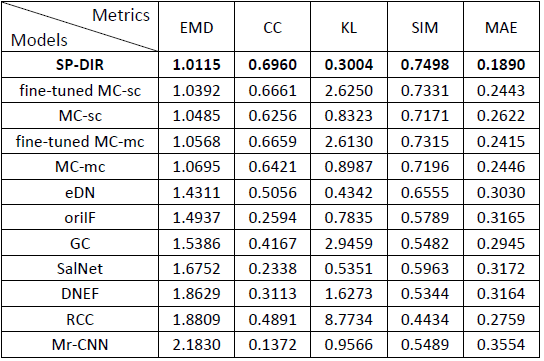 Metrics
Models
EMD CC KL SIM MAE
SP-DIR 1.0115 0.6960 0.3004 0.7498 0.1890
fine-tuned MC-sc 1.0392 0.6661 2.6250 0.7331 0.2443
MC-sc 1.0485 0.6256 0.8323 0.7171 0.2622
fine-tuned MC-mc 1.0568 0.6659 2.6130 0.7315 0.2415
MC-mc 1.0695 0.6421 0.8987 0.7196 0.2446
eDN 1.4311 0.5056 0.4342 0.6555 0.3030
oriIF 1.4937 0.2594 0.7835 0.5789 0.3165
GC 1.5386 0.4167 2.9459 0.5482 0.2945
SalNet 1.6752 0.2338 0.5351 0.5963 0.3172
DNEF 1.8629 0.3113 1.6273 0.5344 0.3164
RCC 1.8809 0.4891 8.7734 0.4434 0.2759
Mr-CNN 2.1830 0.1372 0.9566 0.5489 0.3554